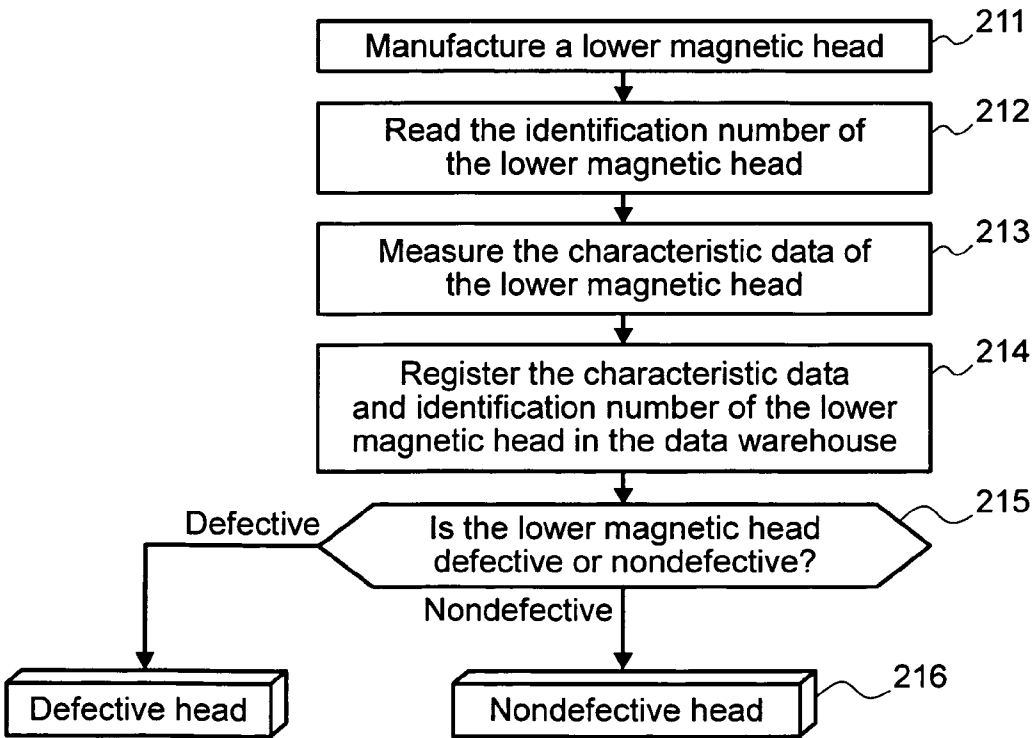 Manufacture a lower magnetic head
211
Read the identification number of
the lower magnetic head
212
Measure the characteristic data of
the lower magnetic head
213
Register the characteristic data
and identification number of the lower
magnetic head in the data warehouse
214
Is the lower magnetic head
defective or nondefective?
215
Defective
Nondefective
Defective head
Nondefective head
216